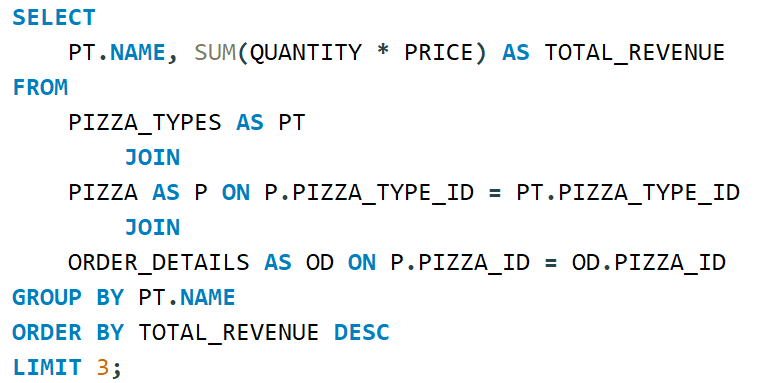 SELECT
PT.NAME, SUM(QUANTITY * PRICE) AS TOTAL_REVENUE
FROM
PIZZA_TYPES AS PT
JOIN
PIZZA AS P ON P.PIZZA_TYPE_ID = PT.PIZZA_TYPE_ID
JOIN
ORDER_DETAILS AS OD ON P.PIZZA_ID = OD.PIZZA_ID
GROUP BY PT.NAME
ORDER BY TOTAL_REVENUE DESC
LIMIT 3;